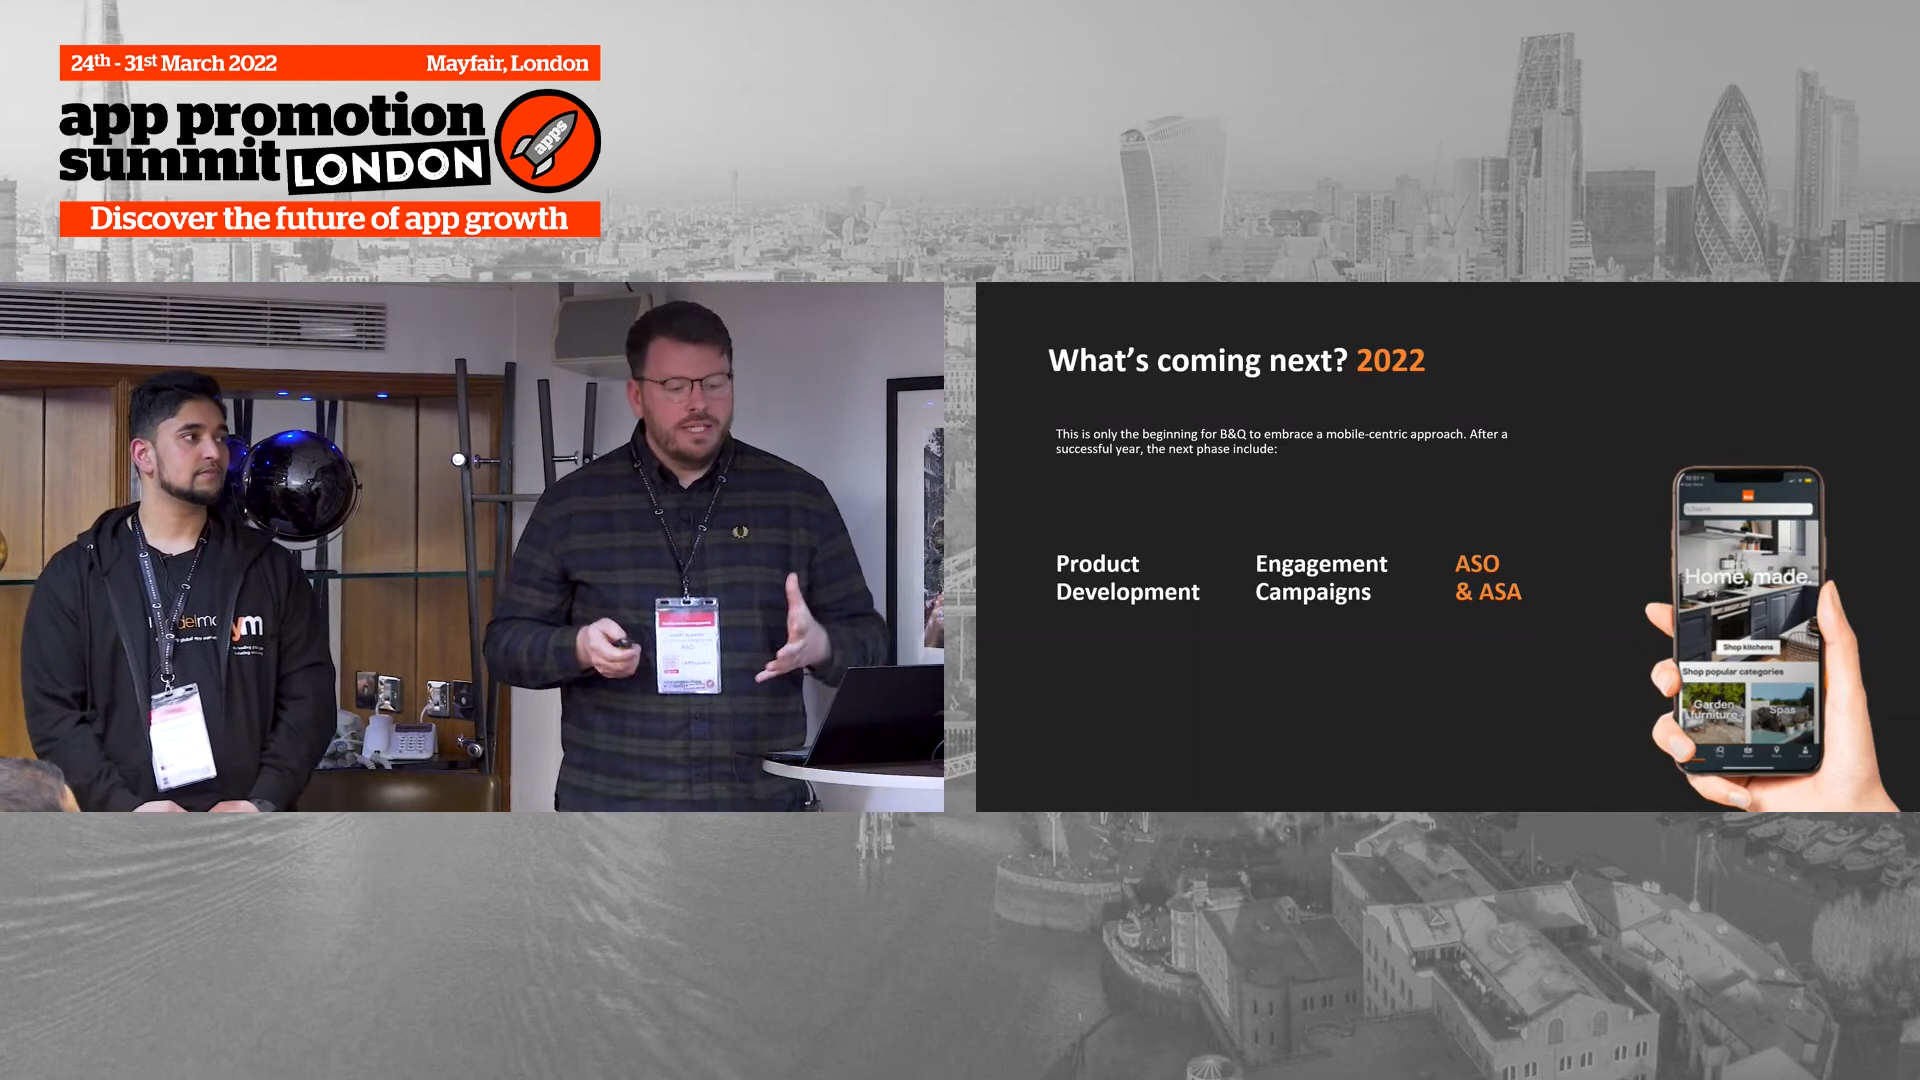 24th - 31st March 2022
Mayfair, London
app promotion
summit LONDON
apps
Discover the future of app growth
ym
B&Q
What's coming next? 2022
This is only the beginning for B&Q to embrace a mobile-centric approach. After a
successful year, the next phase include:
Product
Development
Engagement
Campaigns
ASO
& ASA
Search
Home, made.
Shop kitchens
Shop popular categories
Garden
furniture
Spas